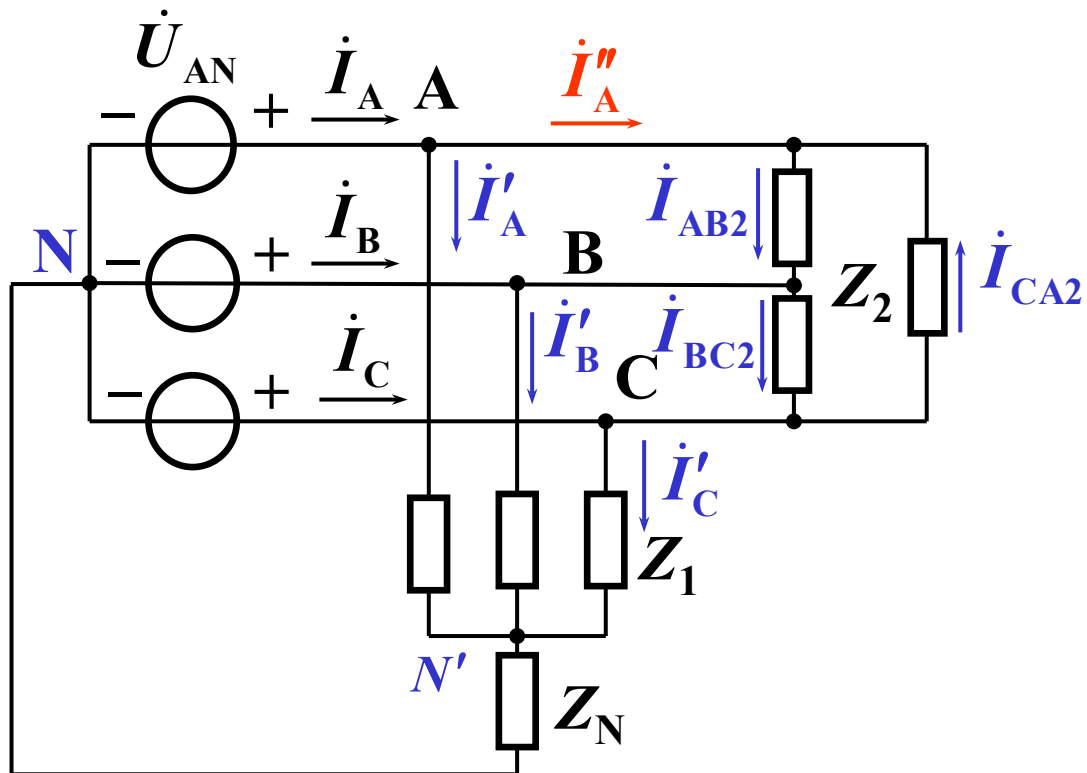 U̇AN
− + İA A İ″A
İ′A İAB2
N − + İB B Z2 İCA2
İ′B İBC2
− + İC C
İ′C
Z1
N′
ZN